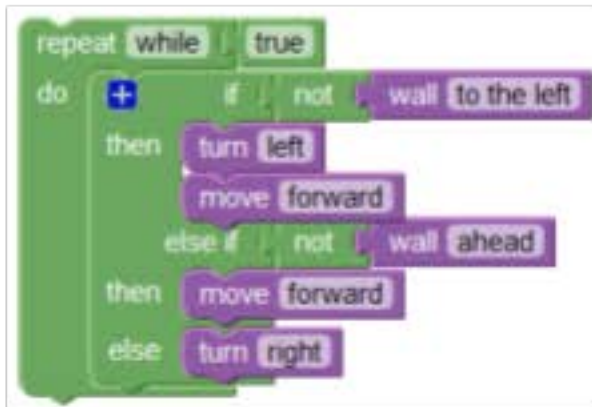 repeat while true
do + if not wall to the left
then turn left
move forward
else if not wall ahead
then move forward
else turn right